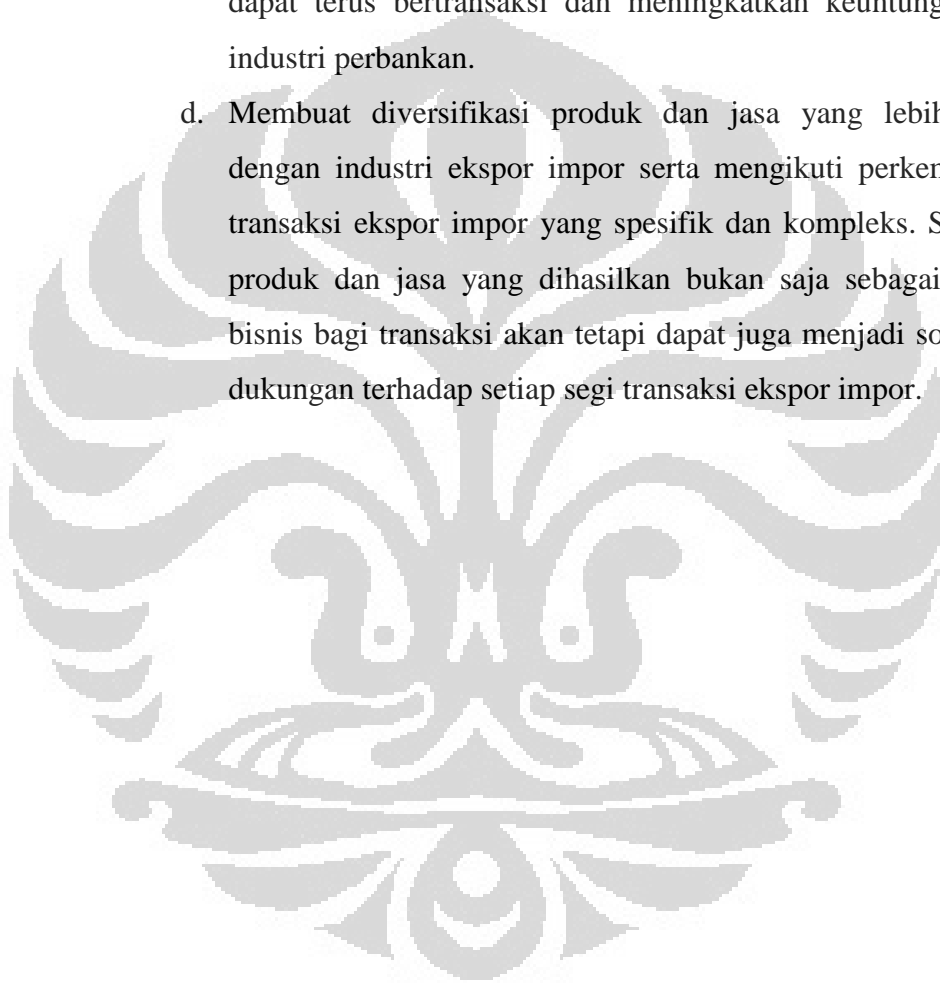 dapat terus bertransaksi dan meningkatkan keuntung
industri perbankan.
d. Membuat diversifikasi produk dan jasa yang lebih
dengan industri ekspor impor serta mengikuti perkem
transaksi ekspor impor yang spesifik dan kompleks. S
produk dan jasa yang dihasilkan bukan saja sebagai
bisnis bagi transaksi akan tetapi dapat juga menjadi so
dukungan terhadap setiap segi transaksi ekspor impor.